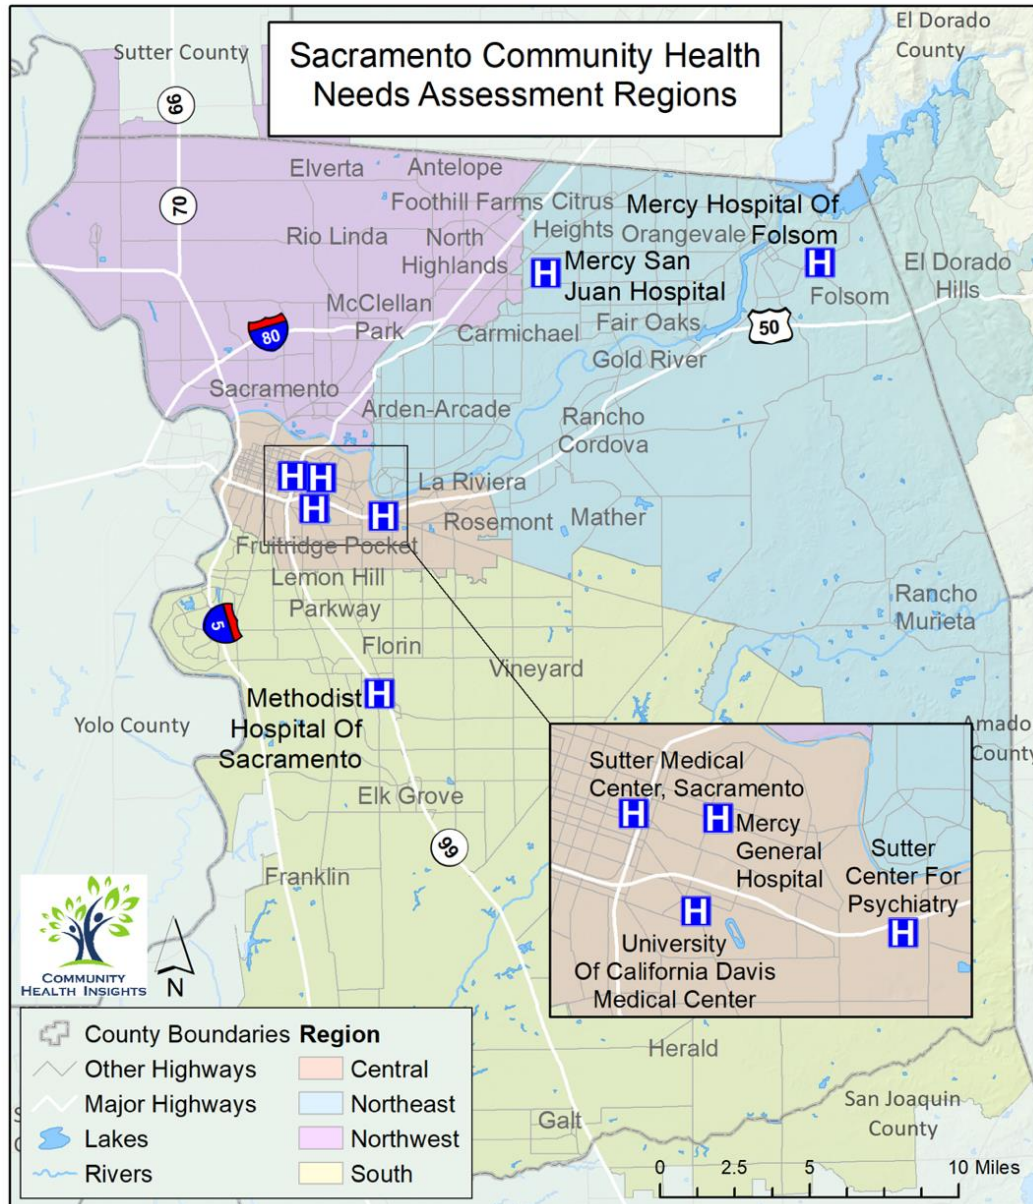 Sacramento Community Health
Needs Assessment Regions
El Dorado
County
Sutter County
99
70
Elverta
Antelope
Foothill Farms
Citrus
Heights
Rio Linda
North
Highlands
McClellan
Park
Mercy Hospital Of
Folsom
Orangevale
Mercy San
Juan Hospital
Folsom
El Dorado
Hills
80
50
Carmichael
Fair Oaks
Gold River
Sacramento
Arden-Arcade
Rancho
Cordova
H
H
H
H
H
H
H
La Riviera
Rosemont
Mather
Fruitridge Pocket
Lemon Hill
Parkway
5
Florin
Vineyard
Rancho
Murieta
Yolo County
Methodist
Hospital Of
Sacramento
Amado
County
Elk Grove
99
Franklin
Sutter Medical
Center, Sacramento
H
H
Mercy
General
Hospital
Sutter
Center For
Psychiatry
H
H
University
Of California Davis
Medical Center
COMMUNITY
HEALTH INSIGHTS
N
County Boundaries
Other Highways
Major Highways
Lakes
Rivers
Region
Central
Northeast
Northwest
South
Herald
Galt
San Joaquin
County
0 2.5 5 10 Miles